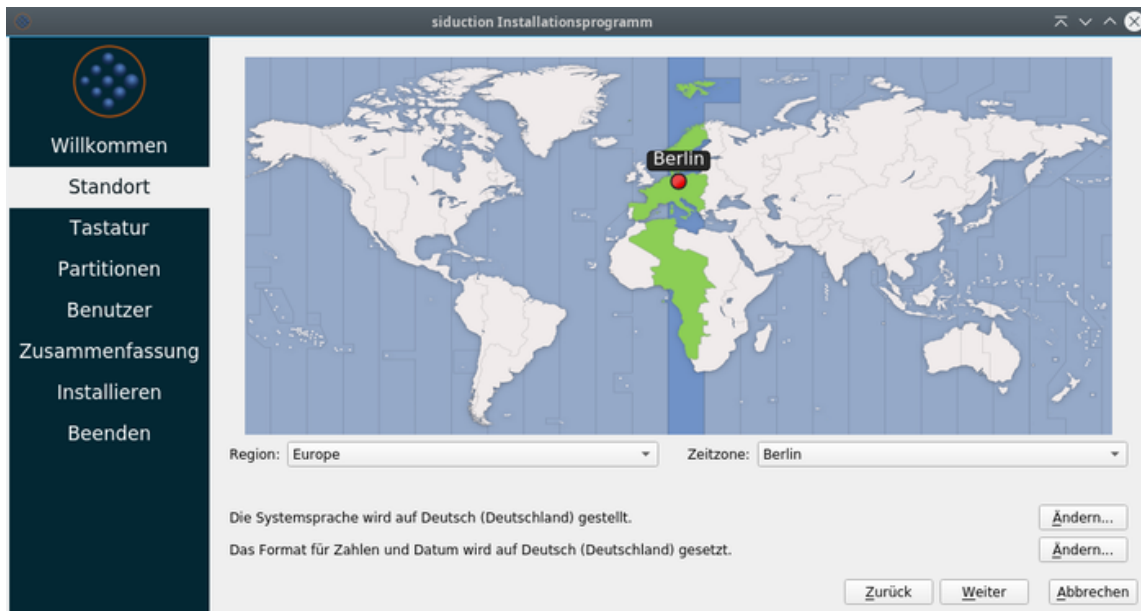 siduction Installationsprogramm
Willkommen
Standort
Tastatur
Partitionen
Benutzer
Zusammenfassung
Installieren
Beenden
Berlin
Region: Europe Zeitzone: Berlin
Die Systemsprache wird auf Deutsch (Deutschland) gestellt. Ändern...
Das Format für Zahlen und Datum wird auf Deutsch (Deutschland) gesetzt. Ändern...
Zurück Weiter Abbrechen